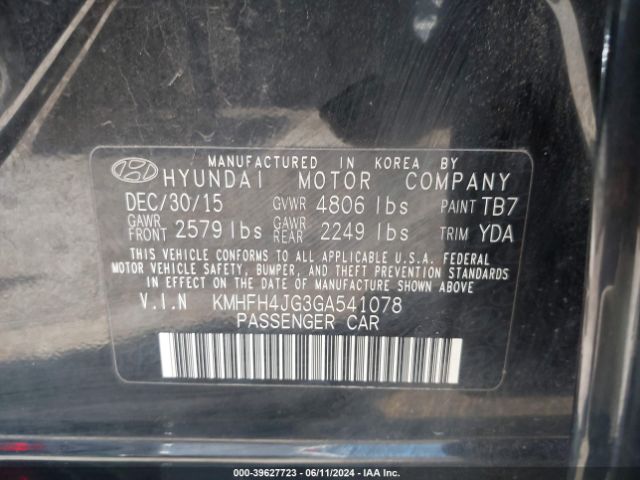 MANUFACTURED IN KOREA BY
HYUNDAI MOTOR COMPANY
DEC/30/15 GVWR 4806 lbs PAINT TB7
GAWR FRONT 2579 lbs GAWR REAR 2249 lbs TRIM YDA
THIS VEHICLE CONFORMS TO ALL APPLICABLE U.S.A. FEDERAL
MOTOR VEHICLE SAFETY, BUMPER, AND THEFT PREVENTION STANDARDS
IN EFFECT ON THE DATE OF MANUFACTURE SHOWN ABOVE
V.I.N KMHFH4JG3GA541078
PASSENGER CAR
000-39627723 - 06/11/2024 - IAA Inc.